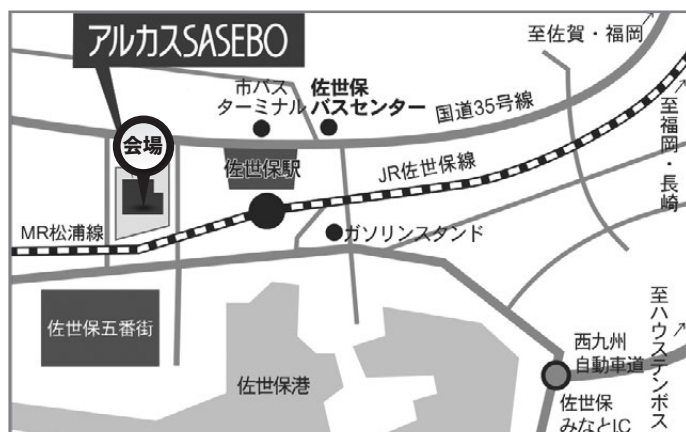 アルカスSASEBO
至佐賀・福岡
市バス
ターミナル
佐世保
バスセンター
国道35号線
会場
佐世保駅
JR佐世保線
至福岡・長崎
MR松浦線
ガソリンスタンド
佐世保五番街
佐世保港
西九州
自動車道
至ハウステンボス
佐世保
みなとI.C